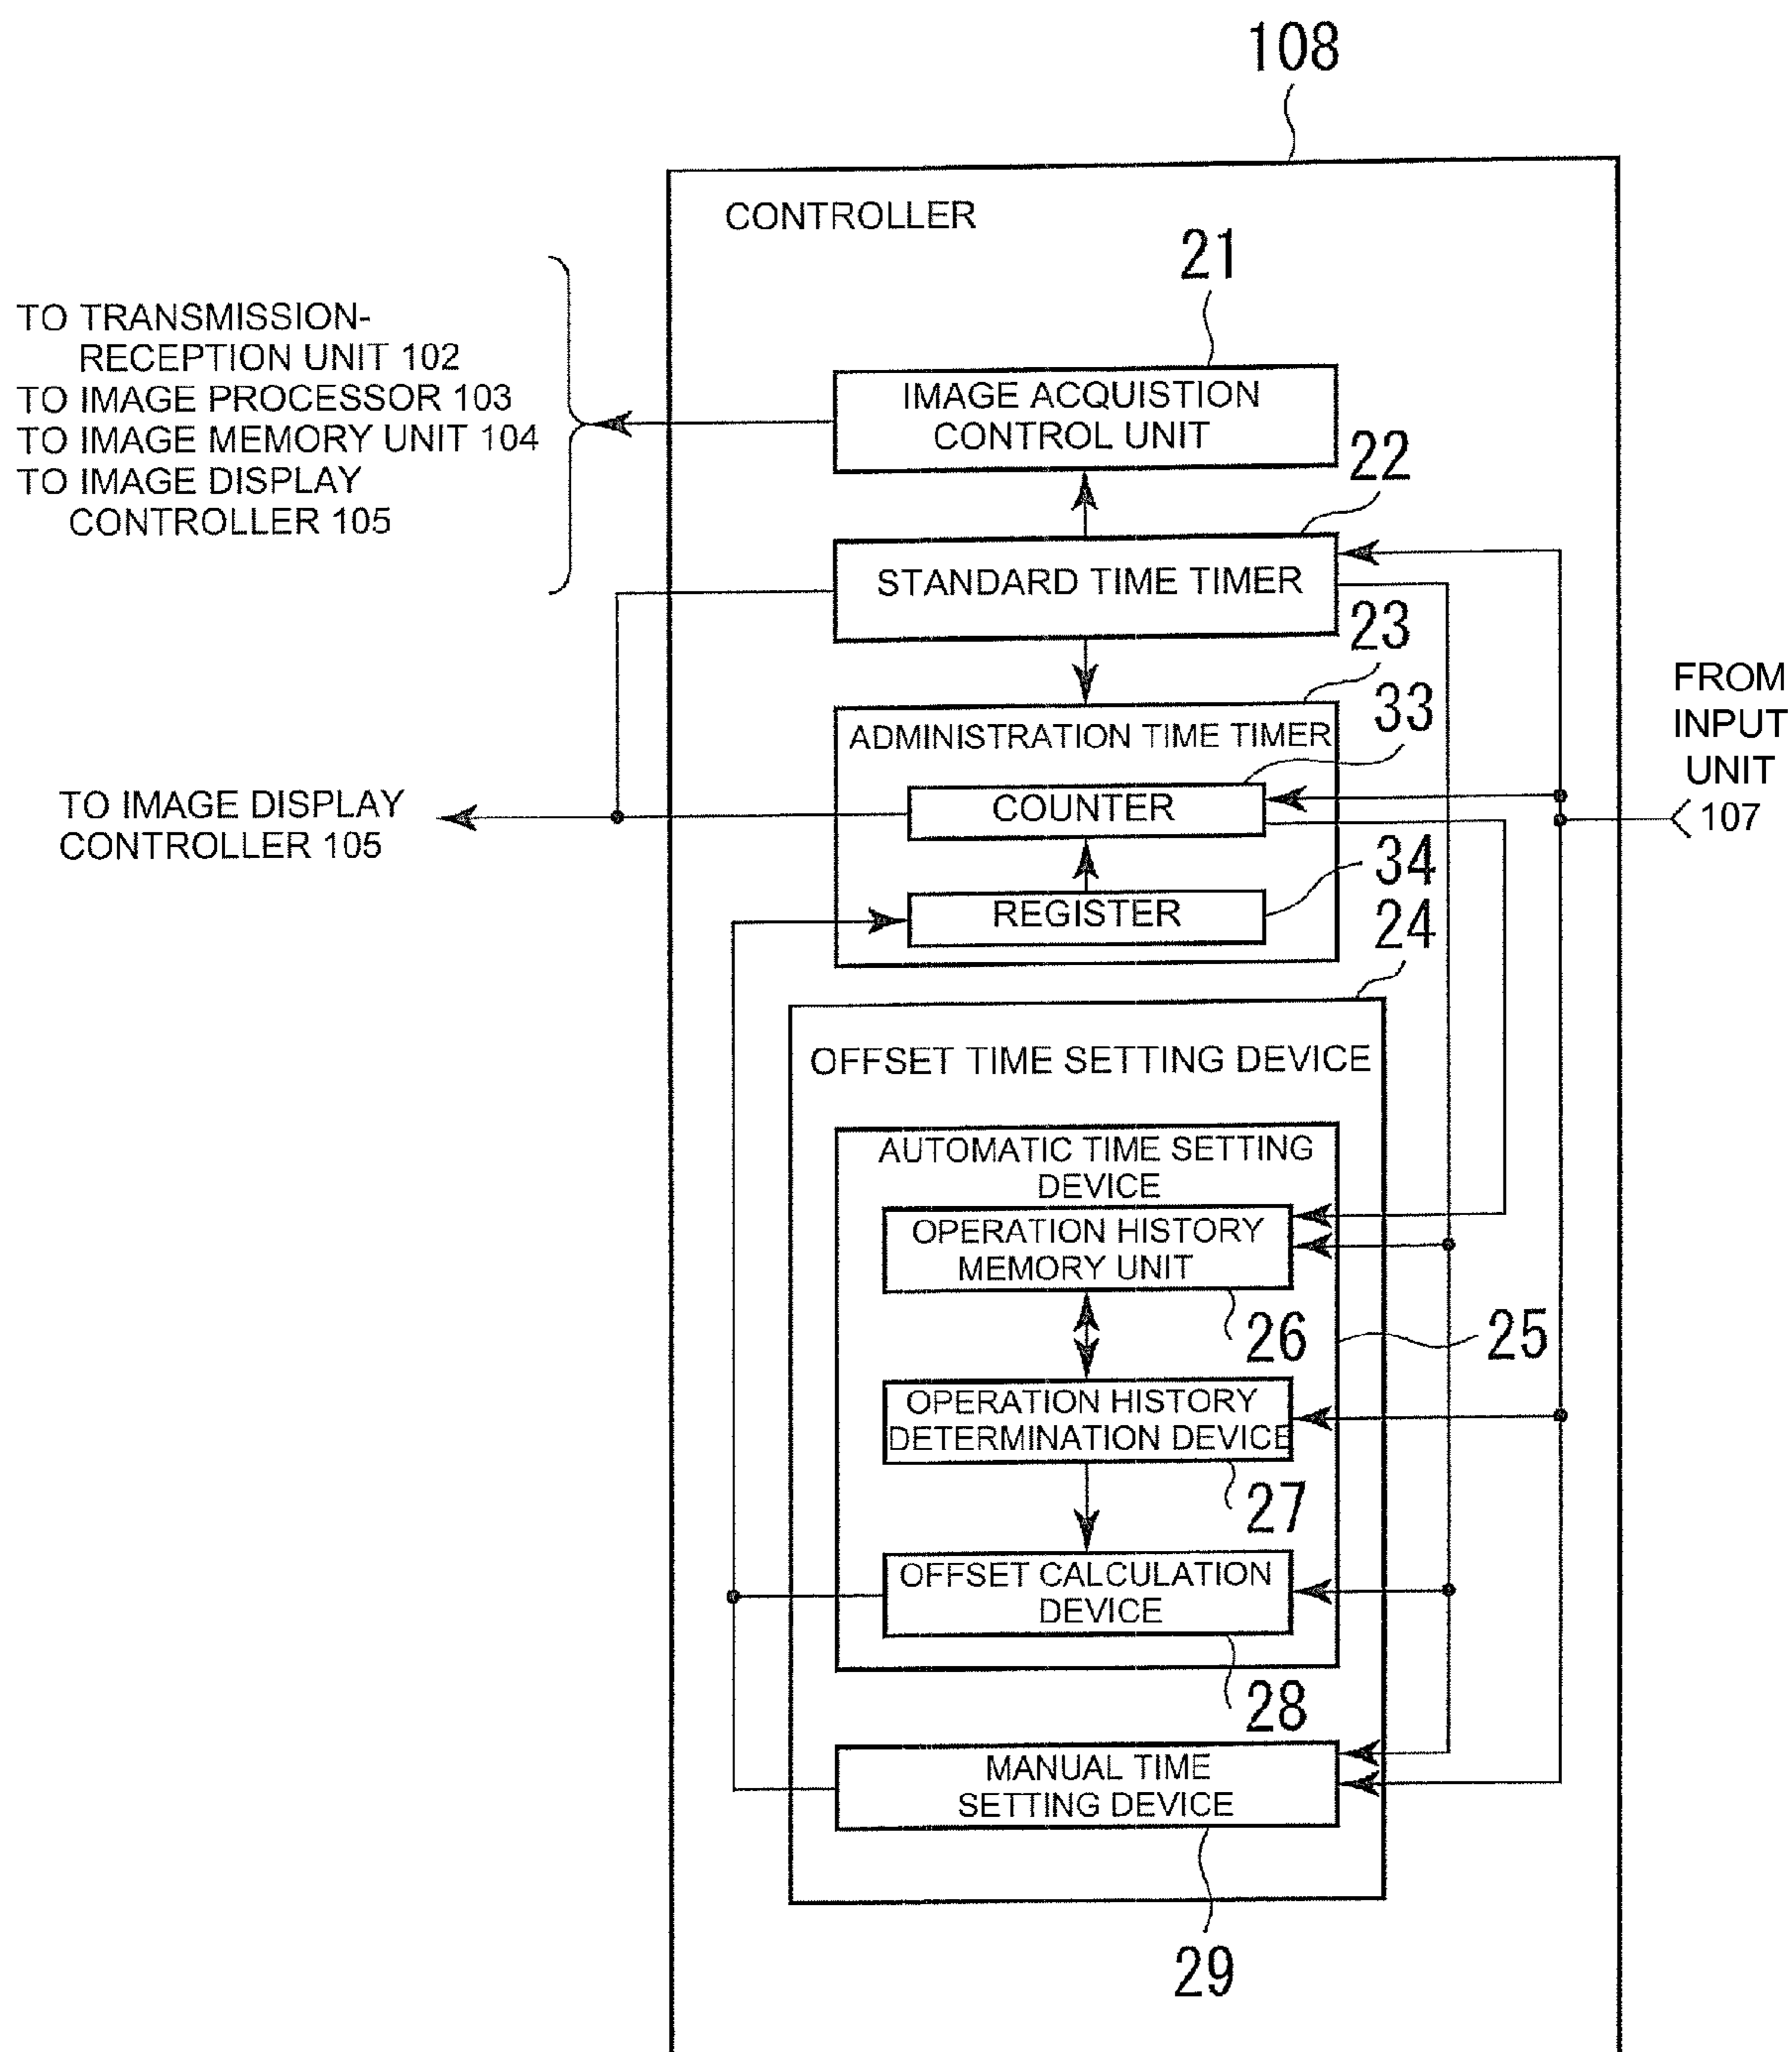 108
CONTROLLER
21
TO TRANSMISSION-
RECEPTION UNIT 102
TO IMAGE PROCESSOR 103
TO IMAGE MEMORY UNIT 104
TO IMAGE DISPLAY
CONTROLLER 105
IMAGE ACQUISTION
CONTROL UNIT
22
STANDARD TIME TIMER
23
FROM
INPUT
UNIT
107
33
ADMINISTRATION TIME TIMER
COUNTER
TO IMAGE DISPLAY
CONTROLLER 105
34
REGISTER
24
OFFSET TIME SETTING DEVICE
AUTOMATIC TIME SETTING
DEVICE
OPERATION HISTORY
MEMORY UNIT
26
25
OPERATION HISTORY
DETERMINATION DEVICE
27
OFFSET CALCULATION
DEVICE
28
MANUAL TIME
SETTING DEVICE
29